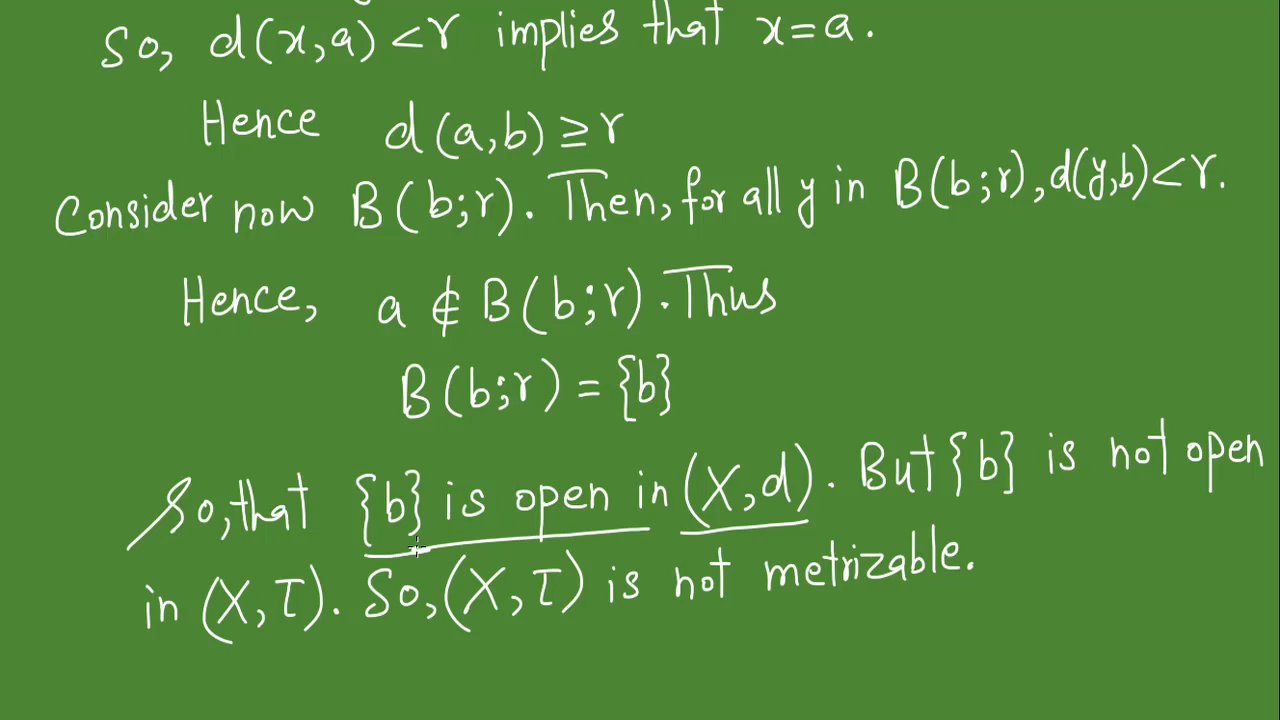 So, d(x,a) < r implies that x=a.
Hence d(a,b) ≥ r
Consider now B(b;r). Then, for all y in B(b;r), d(y,b) < r.
Hence, a ∉ B(b;r). Thus
B(b;r) = {b}
So, that {b} is open in (X,d). But {b} is not open
in (X,τ). So, (X,τ) is not metrizable.